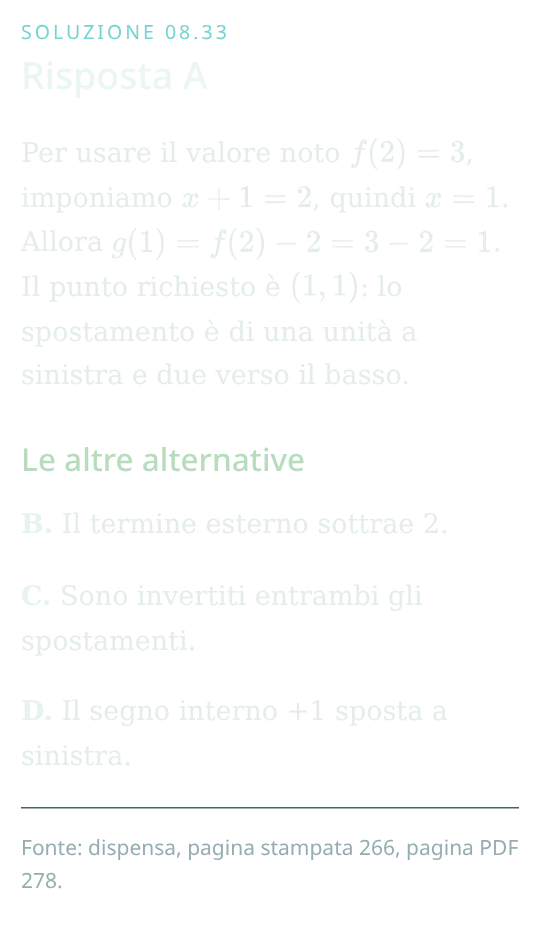 SOLUZIONE 08.33
Risposta A
Per usare il valore noto f(2) = 3,
imponiamo x + 1 = 2, quindi x = 1.
Allora g(1) = f(2) − 2 = 3 − 2 = 1.
Il punto richiesto è (1, 1): lo
spostamento è di una unità a
sinistra e due verso il basso.
Le altre alternative
B. Il termine esterno sottrae 2.
C. Sono invertiti entrambi gli
spostamenti.
D. Il segno interno +1 sposta a
sinistra.
Fonte: dispensa, pagina stampata 266, pagina PDF
278.